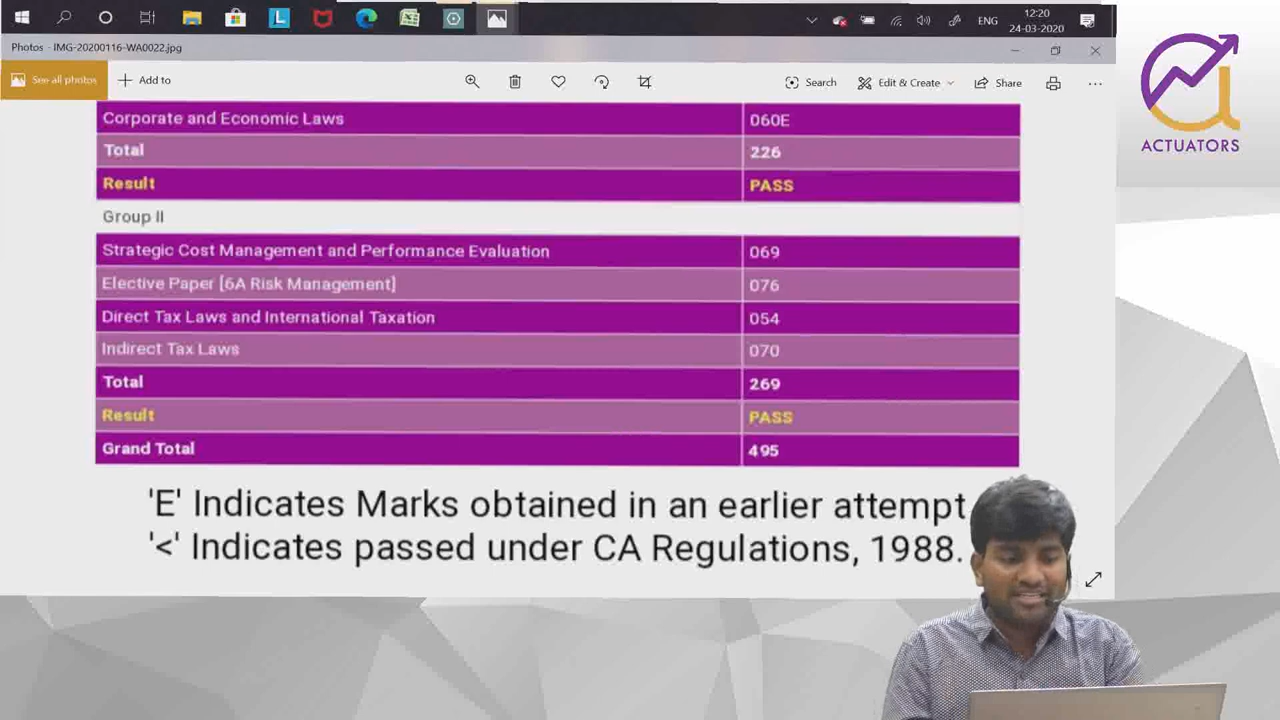 12:20
ENG
24-03-2020
Photos - IMG-20200116-WA0022.jpg
See all photos
Add to
Search
Edit & Create
Share
ACTUATORS
Corporate and Economic Laws 060E
Total 226
Result PASS
Group II
Strategic Cost Management and Performance Evaluation 069
Elective Paper [6A Risk Management] 076
Direct Tax Laws and International Taxation 054
Indirect Tax Laws 070
Total 269
Result PASS
Grand Total 495
'E' Indicates Marks obtained in an earlier attempt
'<' Indicates passed under CA Regulations, 1988.